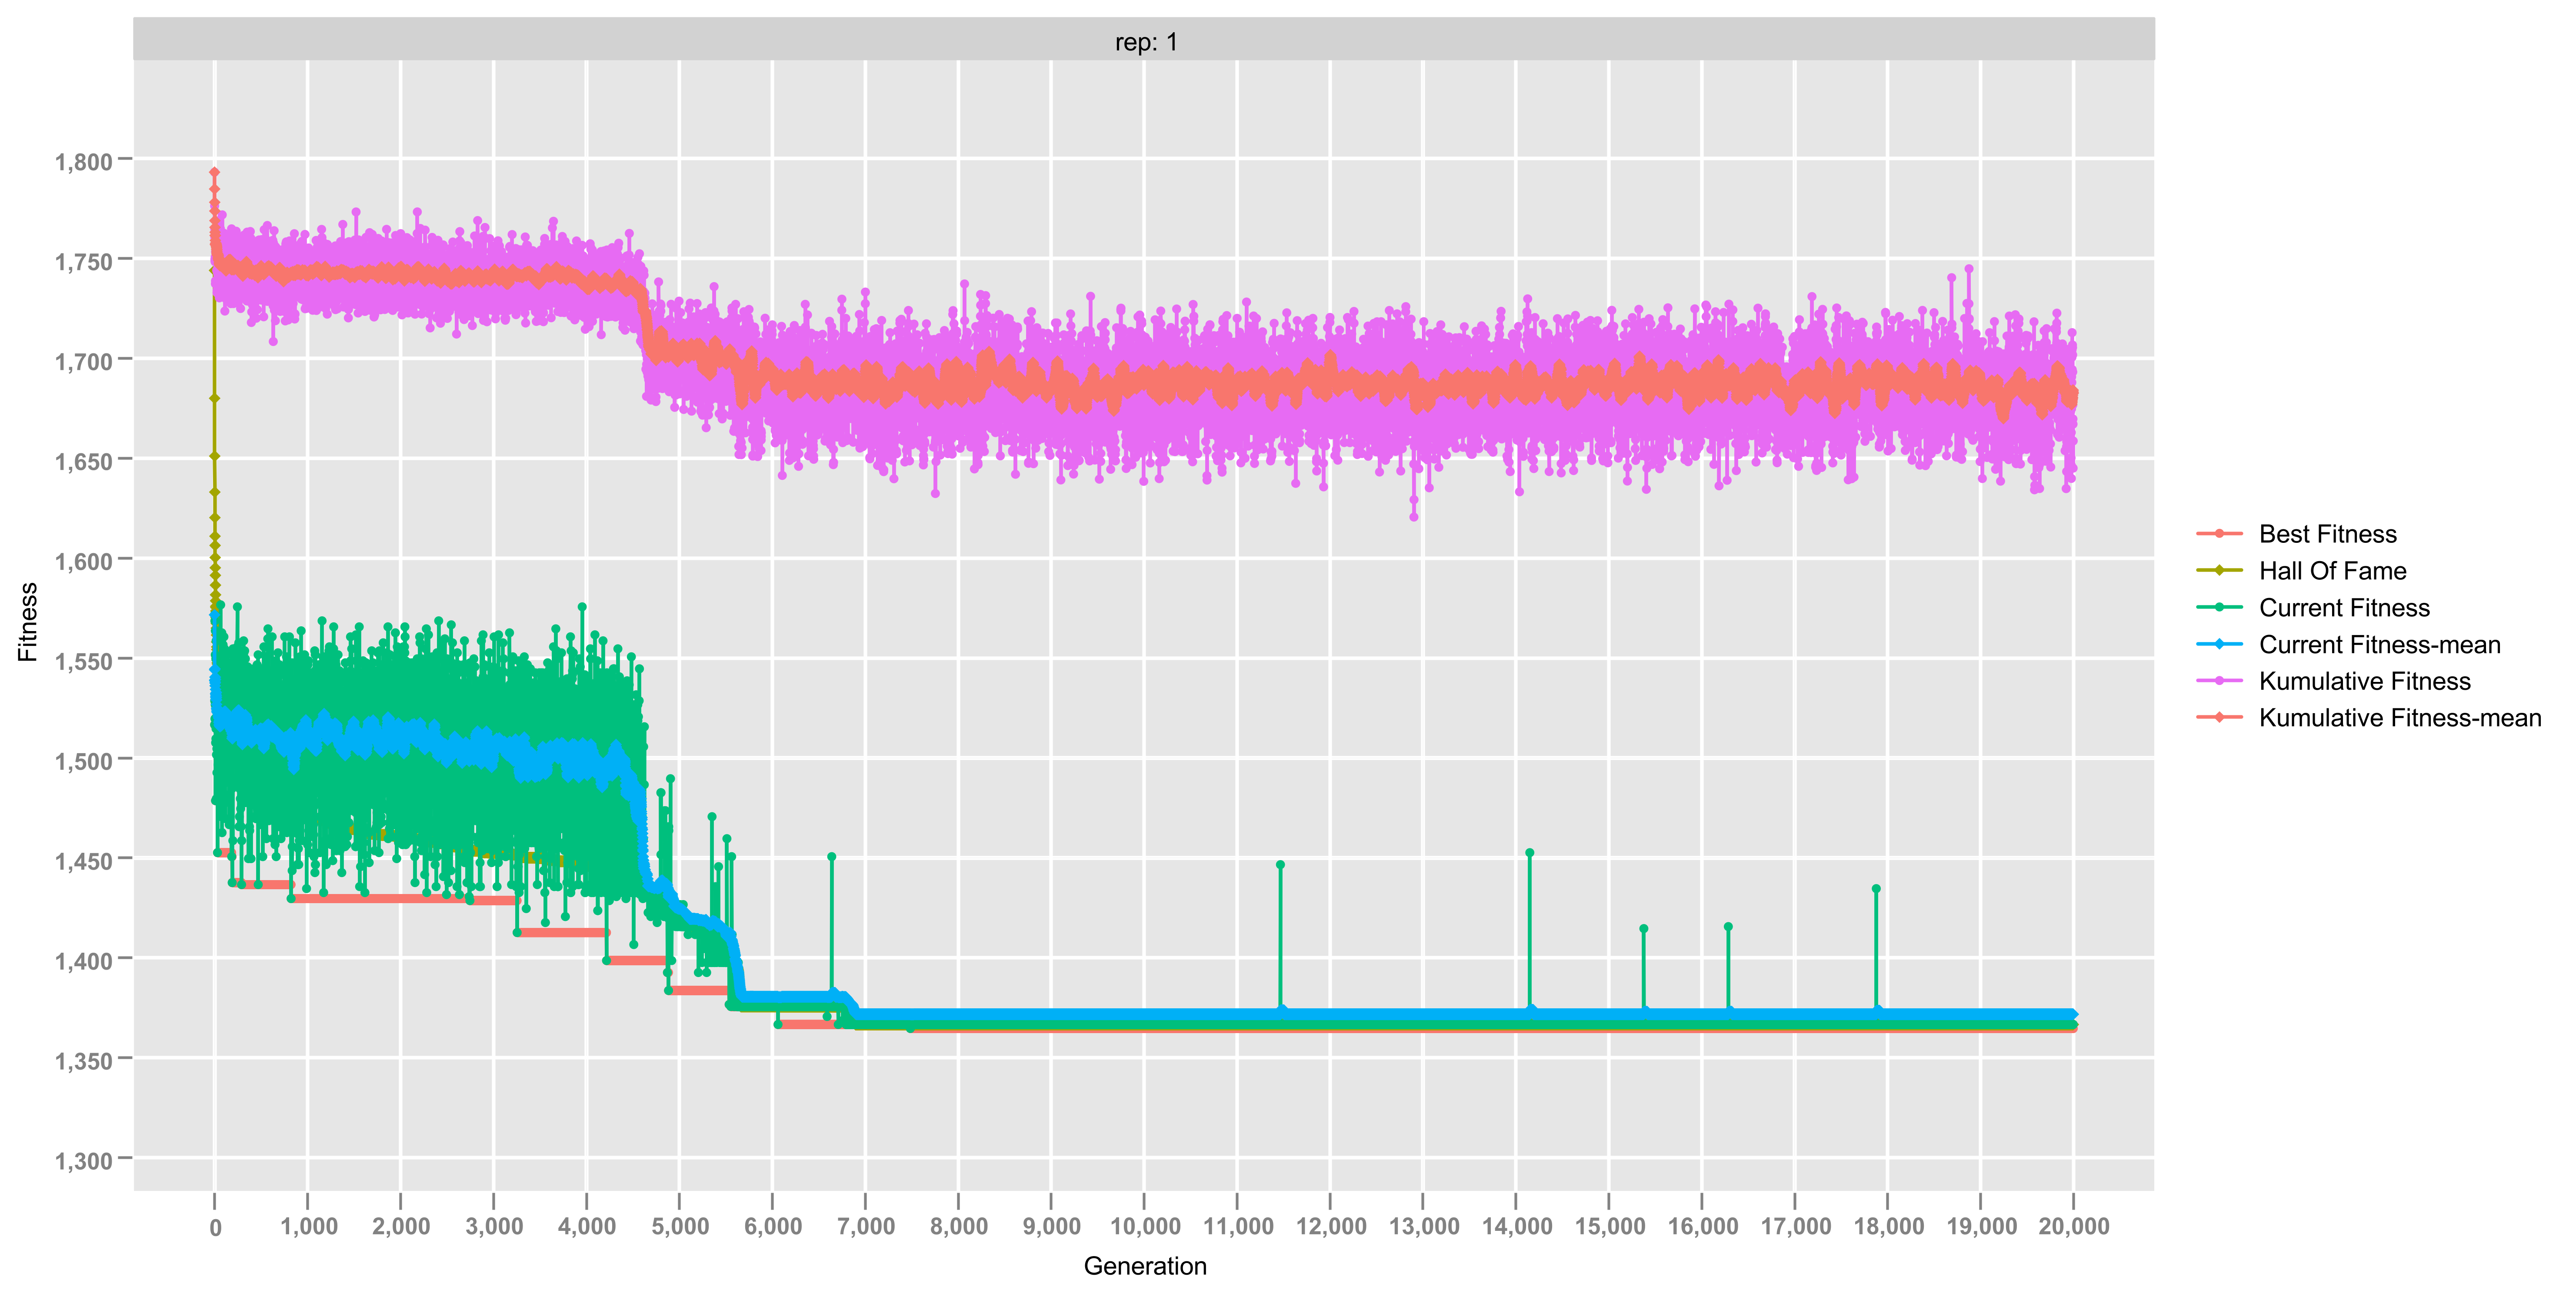 rep: 1
1,800
1,750
1,700
1,650
1,600
1,550
1,500
1,450
1,400
1,350
1,300
Fitness
0 1,000 2,000 3,000 4,000 5,000 6,000 7,000 8,000 9,000 10,000 11,000 12,000 13,000 14,000 15,000 16,000 17,000 18,000 19,000 20,000
Generation
Best Fitness
Hall Of Fame
Current Fitness
Current Fitness-mean
Kumulative Fitness
Kumulative Fitness-mean